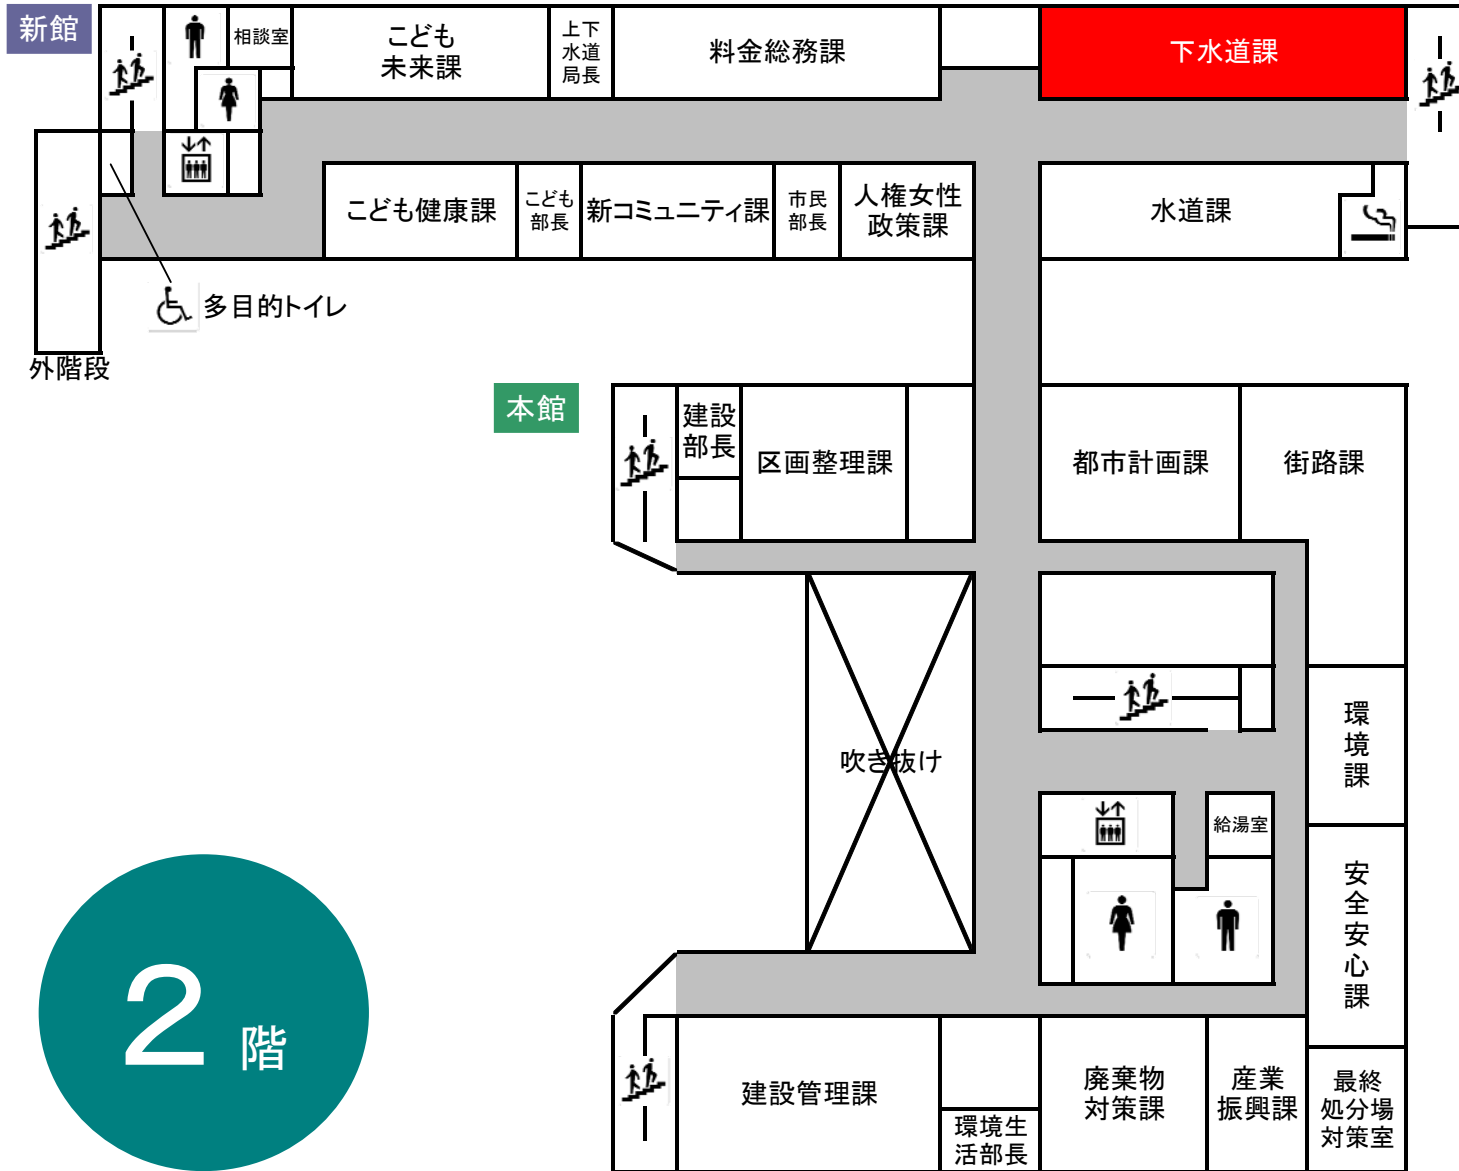 新館
相談室
こども
未来課
上下
水道
局長
料金総務課
下水道課
こども健康課
こども
部長
新コミュニティ課
市民
部長
人権女性
政策課
水道課
多目的トイレ
外階段
本館
建設
部長
区画整理課
都市計画課
街路課
吹き抜け
環
境
課
給湯室
安
全
安
心
課
2 階
建設管理課
環境生
活部長
廃棄物
対策課
産業
振興課
最終
処分場
対策室